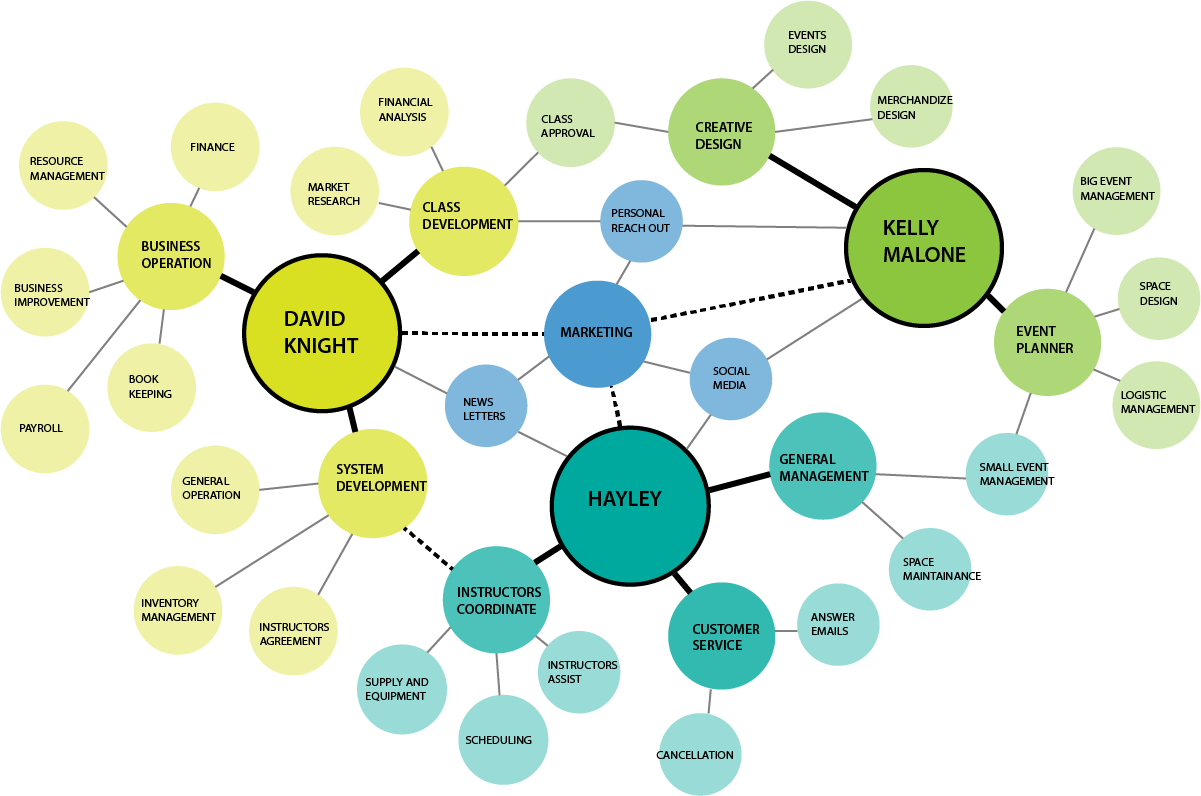 EVENTS
DESIGN
FINANCIAL
ANALYSIS
MERCHANDIZE
DESIGN
CLASS
APPROVAL
CREATIVE
DESIGN
FINANCE
RESOURCE
MANAGEMENT
MARKET
RESEARCH
BIG EVENT
MANAGEMENT
CLASS
DEVELOPMENT
PERSONAL
REACH OUT
KELLY
MALONE
BUSINESS
OPERATION
BUSINESS
IMPROVEMENT
SPACE
DESIGN
DAVID
KNIGHT
MARKETING
EVENT
PLANNER
BOOK
KEEPING
SOCIAL
MEDIA
NEWS
LETTERS
LOGISTIC
MANAGEMENT
PAYROLL
GENERAL
OPERATION
SYSTEM
DEVELOPMENT
HAYLEY
GENERAL
MANAGEMENT
SMALL EVENT
MANAGEMENT
SPACE
MAINTAINANCE
INVENTORY
MANAGEMENT
INSTRUCTORS
AGREEMENT
INSTRUCTORS
COORDINATE
CUSTOMER
SERVICE
ANSWER
EMAILS
SUPPLY AND
EQUIPMENT
INSTRUCTORS
ASSIST
SCHEDULING
CANCELLATION